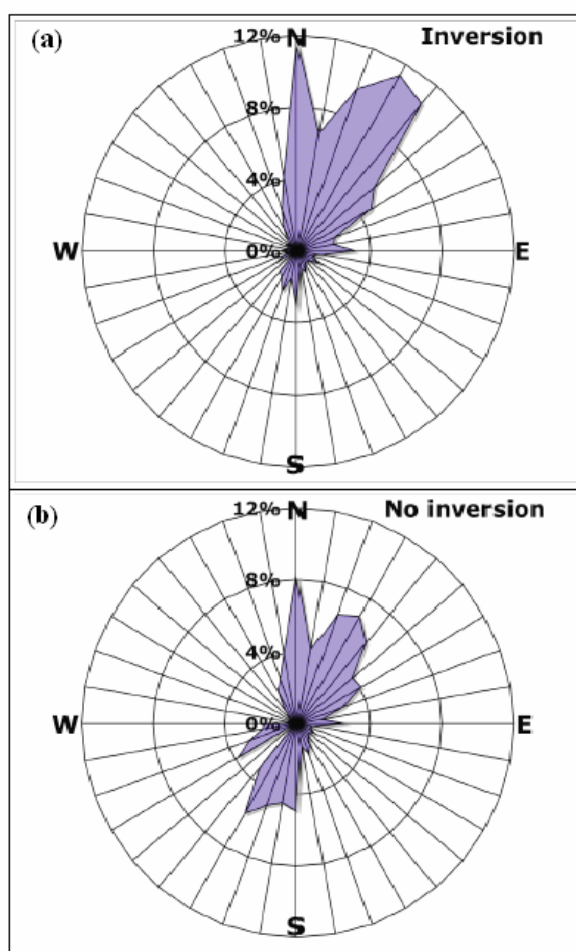 (a)
Inversion
12%
N
8%
4%
W
0%
E
S
(b)
No inversion
12%
N
8%
4%
W
0%
E
S